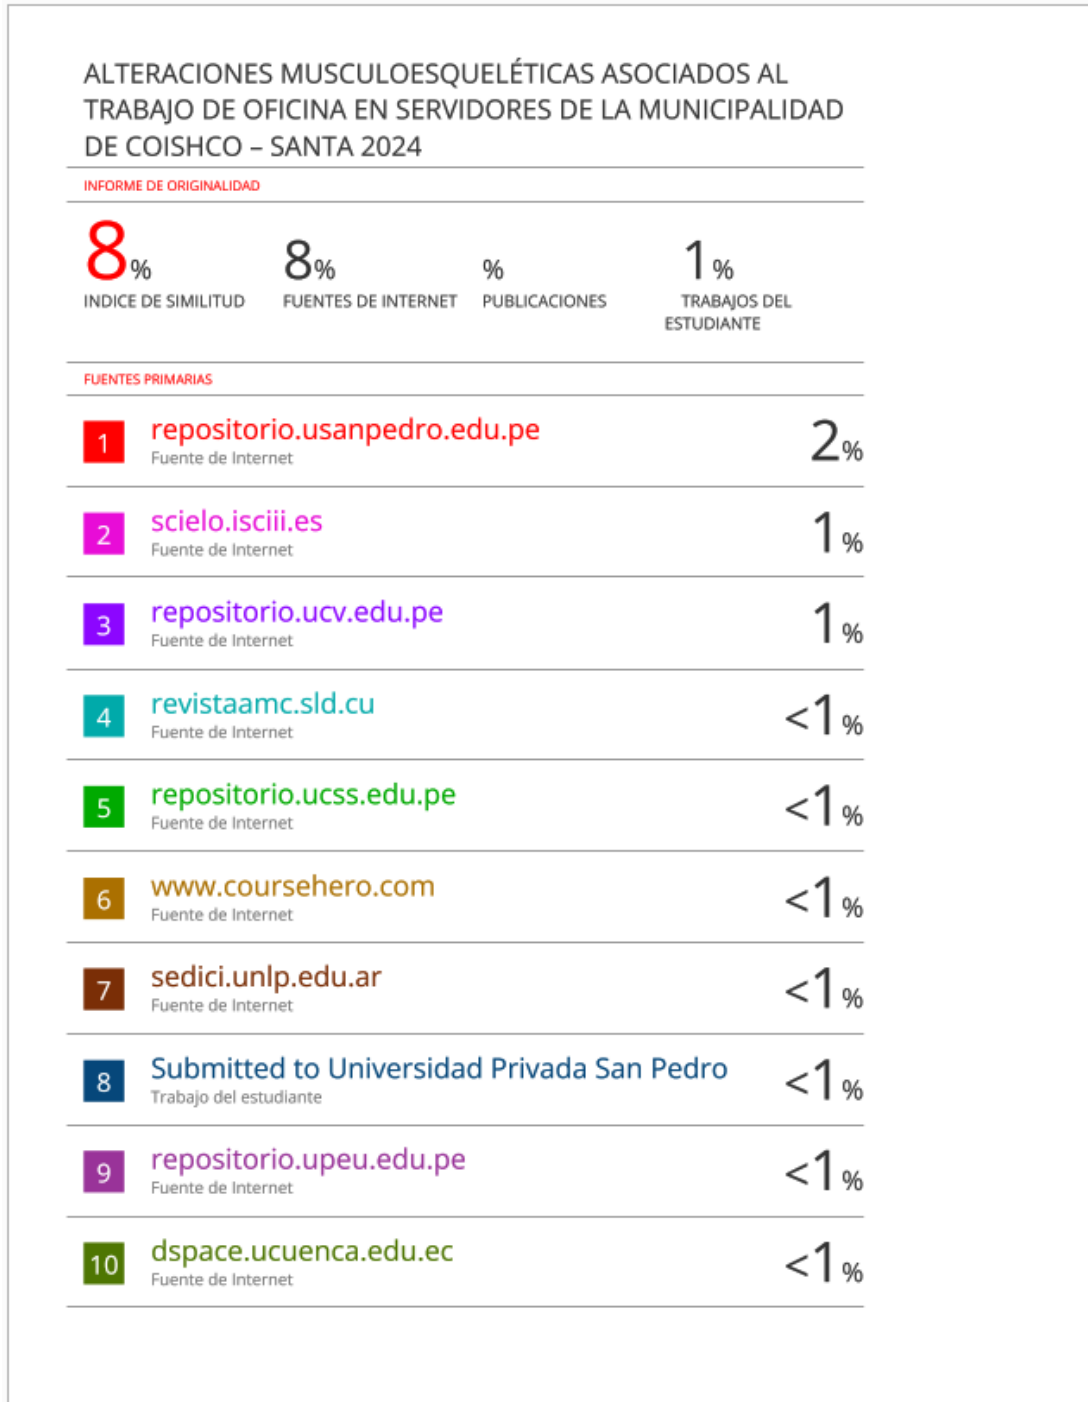 ALTERACIONES MUSCULOESQUELÉTICAS ASOCIADOS AL
TRABAJO DE OFICINA EN SERVIDORES DE LA MUNICIPALIDAD
DE COISHCO – SANTA 2024
INFORME DE ORIGINALIDAD
8% 8% % 1%
INDICE DE SIMILITUD FUENTES DE INTERNET PUBLICACIONES TRABAJOS DEL
ESTUDIANTE
FUENTES PRIMARIAS
1 repositorio.usanpedro.edu.pe 2%
Fuente de Internet
2 scielo.isciii.es 1%
Fuente de Internet
3 repositorio.ucv.edu.pe 1%
Fuente de Internet
4 revistaamc.sld.cu <1%
Fuente de Internet
5 repositorio.ucss.edu.pe <1%
Fuente de Internet
6 www.coursehero.com <1%
Fuente de Internet
7 sedici.unlp.edu.ar <1%
Fuente de Internet
8 Submitted to Universidad Privada San Pedro <1%
Trabajo del estudiante
9 repositorio.upeu.edu.pe <1%
Fuente de Internet
10 dspace.ucuenca.edu.ec <1%
Fuente de Internet